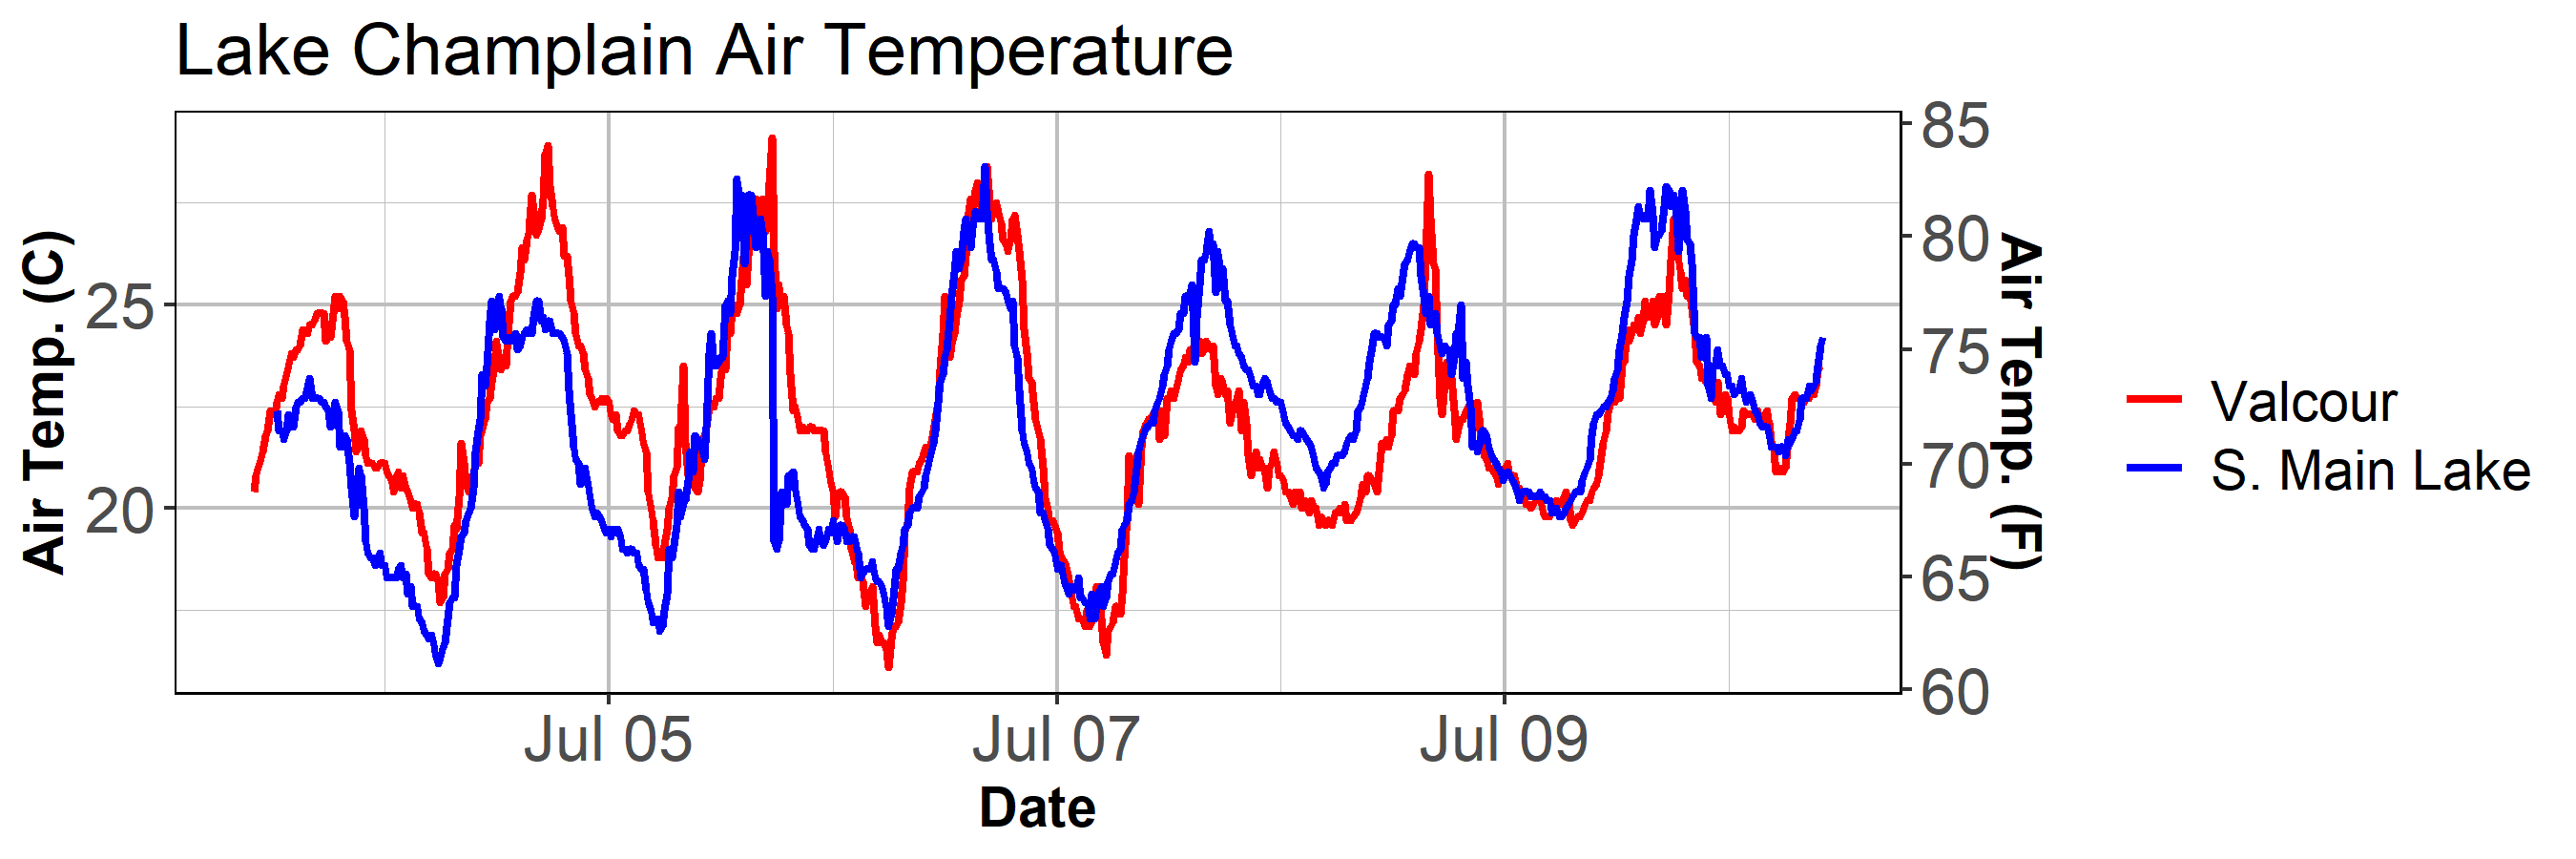 Lake Champlain Air Temperature
Air Temp. (C)
25
20
85
80
75
70
65
60
Air Temp. (F)
Jul 05
Jul 07
Jul 09
Date
Valcour
S. Main Lake